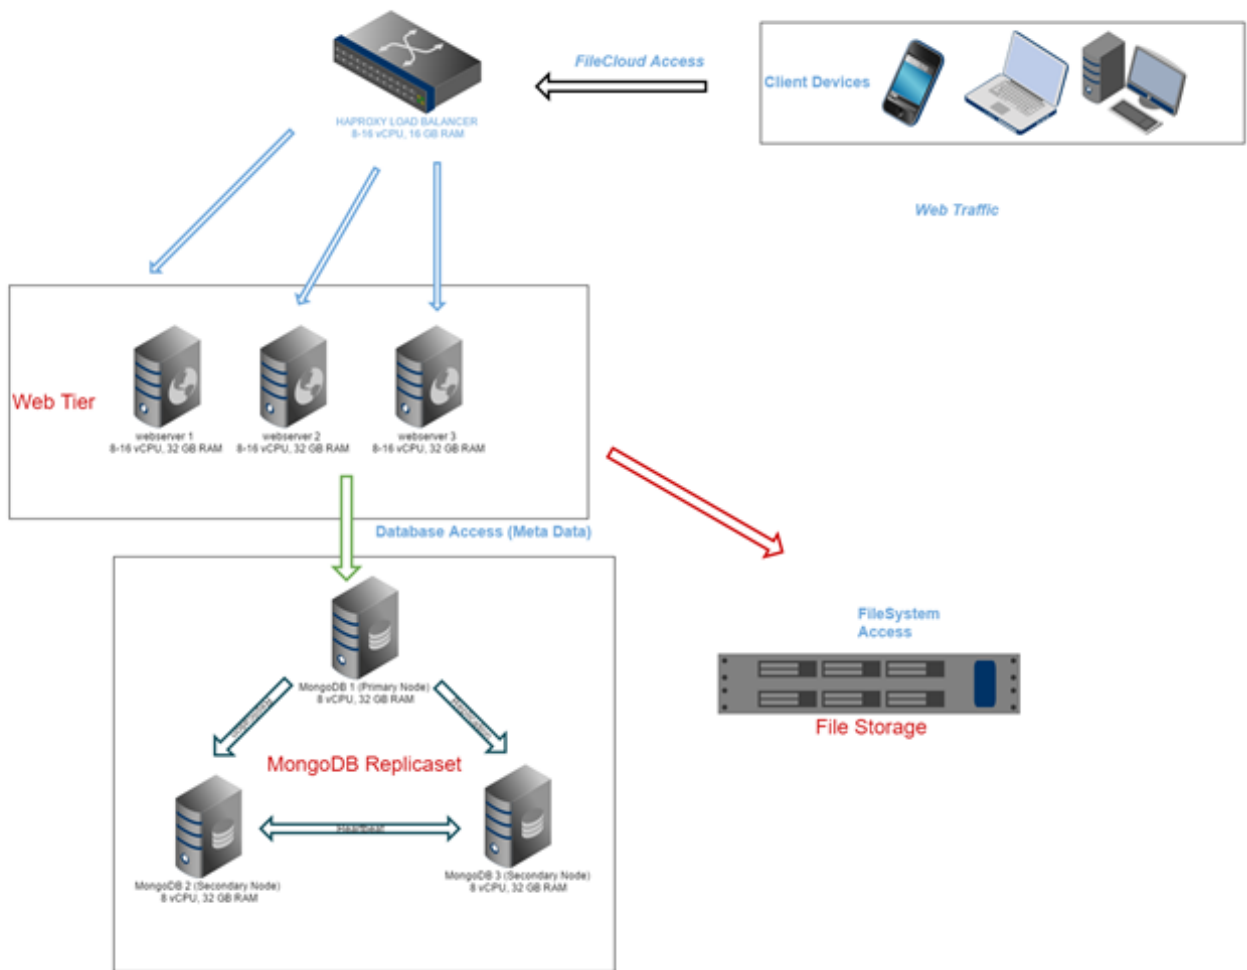 FileCloud Access
Client Devices
HAPROXY LOAD BALANCER
8-16 vCPU, 16 GB RAM
Web Traffic
Web Tier
webserver 1
8-16 vCPU, 32 GB RAM
webserver 2
8-16 vCPU, 32 GB RAM
webserver 3
8-16 vCPU, 32 GB RAM
Database Access (Meta Data)
FileSystem
Access
File Storage
MongoDB 1 (Primary Node)
8 vCPU, 32 GB RAM
Replication
MongoDB Replicaset
Heartbeat
MongoDB 2 (Secondary Node)
8 vCPU, 32 GB RAM
MongoDB 3 (Secondary Node)
8 vCPU, 32 GB RAM